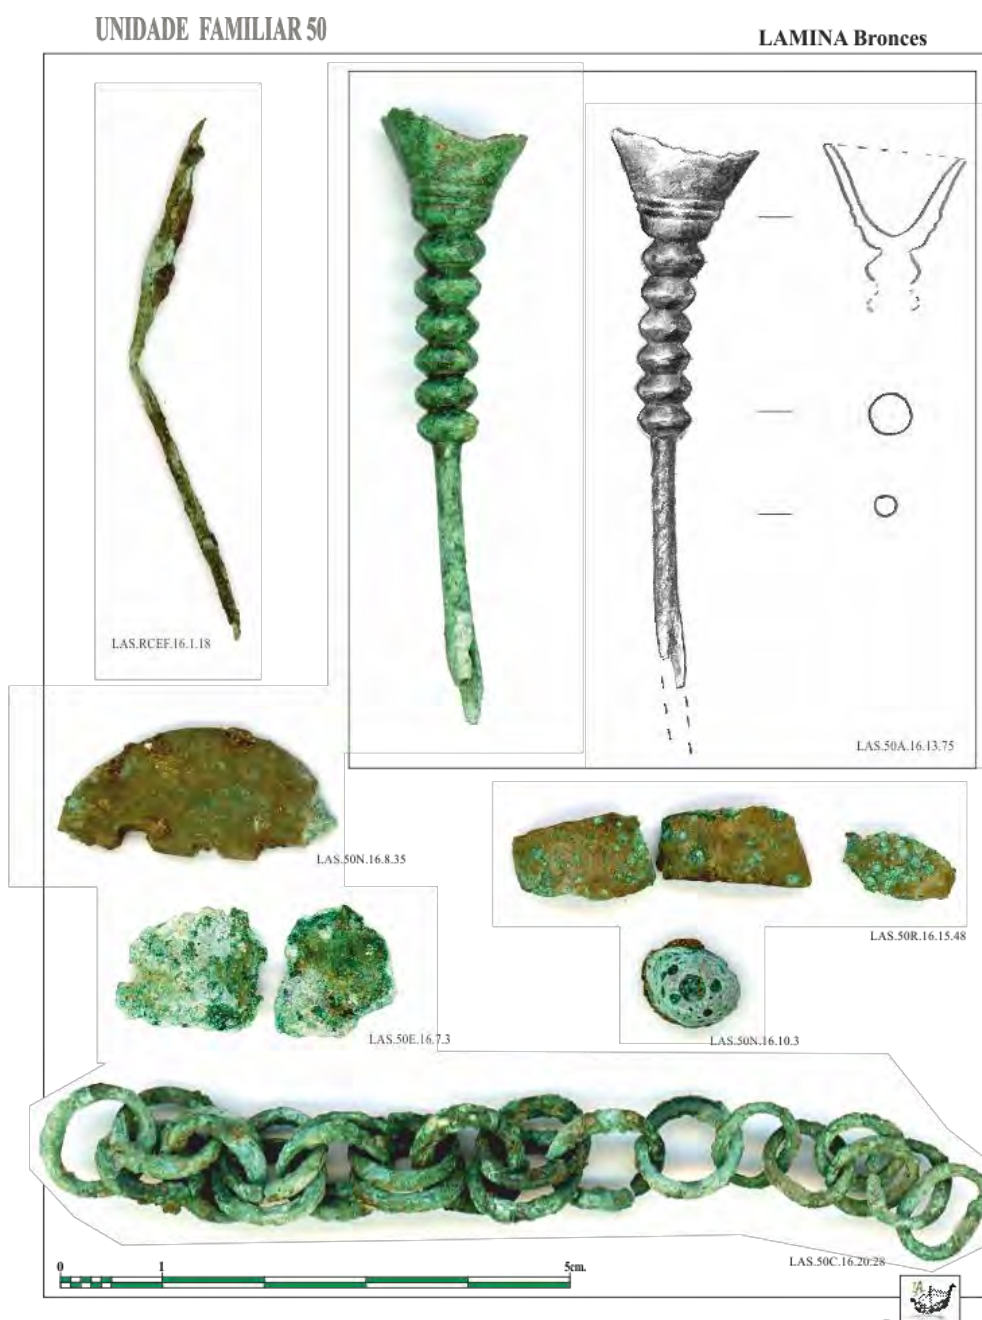 UNIDADE FAMILIAR 50
LAMINA Bronces
LAS.RCEF.16.1.18
LAS.50A.16.13.75
LAS.50N.16.8.35
LAS.50R.16.15.48
LAS.50E.16.7.3
LAS.50N.16.10.3
LAS.50C.16.20.28
0 1 5cm.